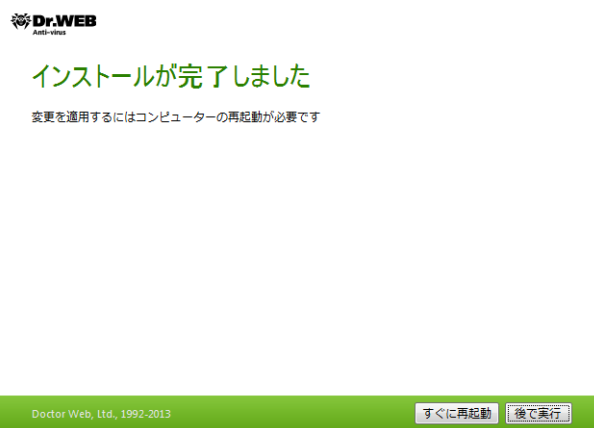 Dr.WEB
Anti-virus
インストールが完了しました
変更を適用するにはコンピューターの再起動が必要です
Doctor Web, Ltd., 1992-2013
すぐに再起動
後で実行